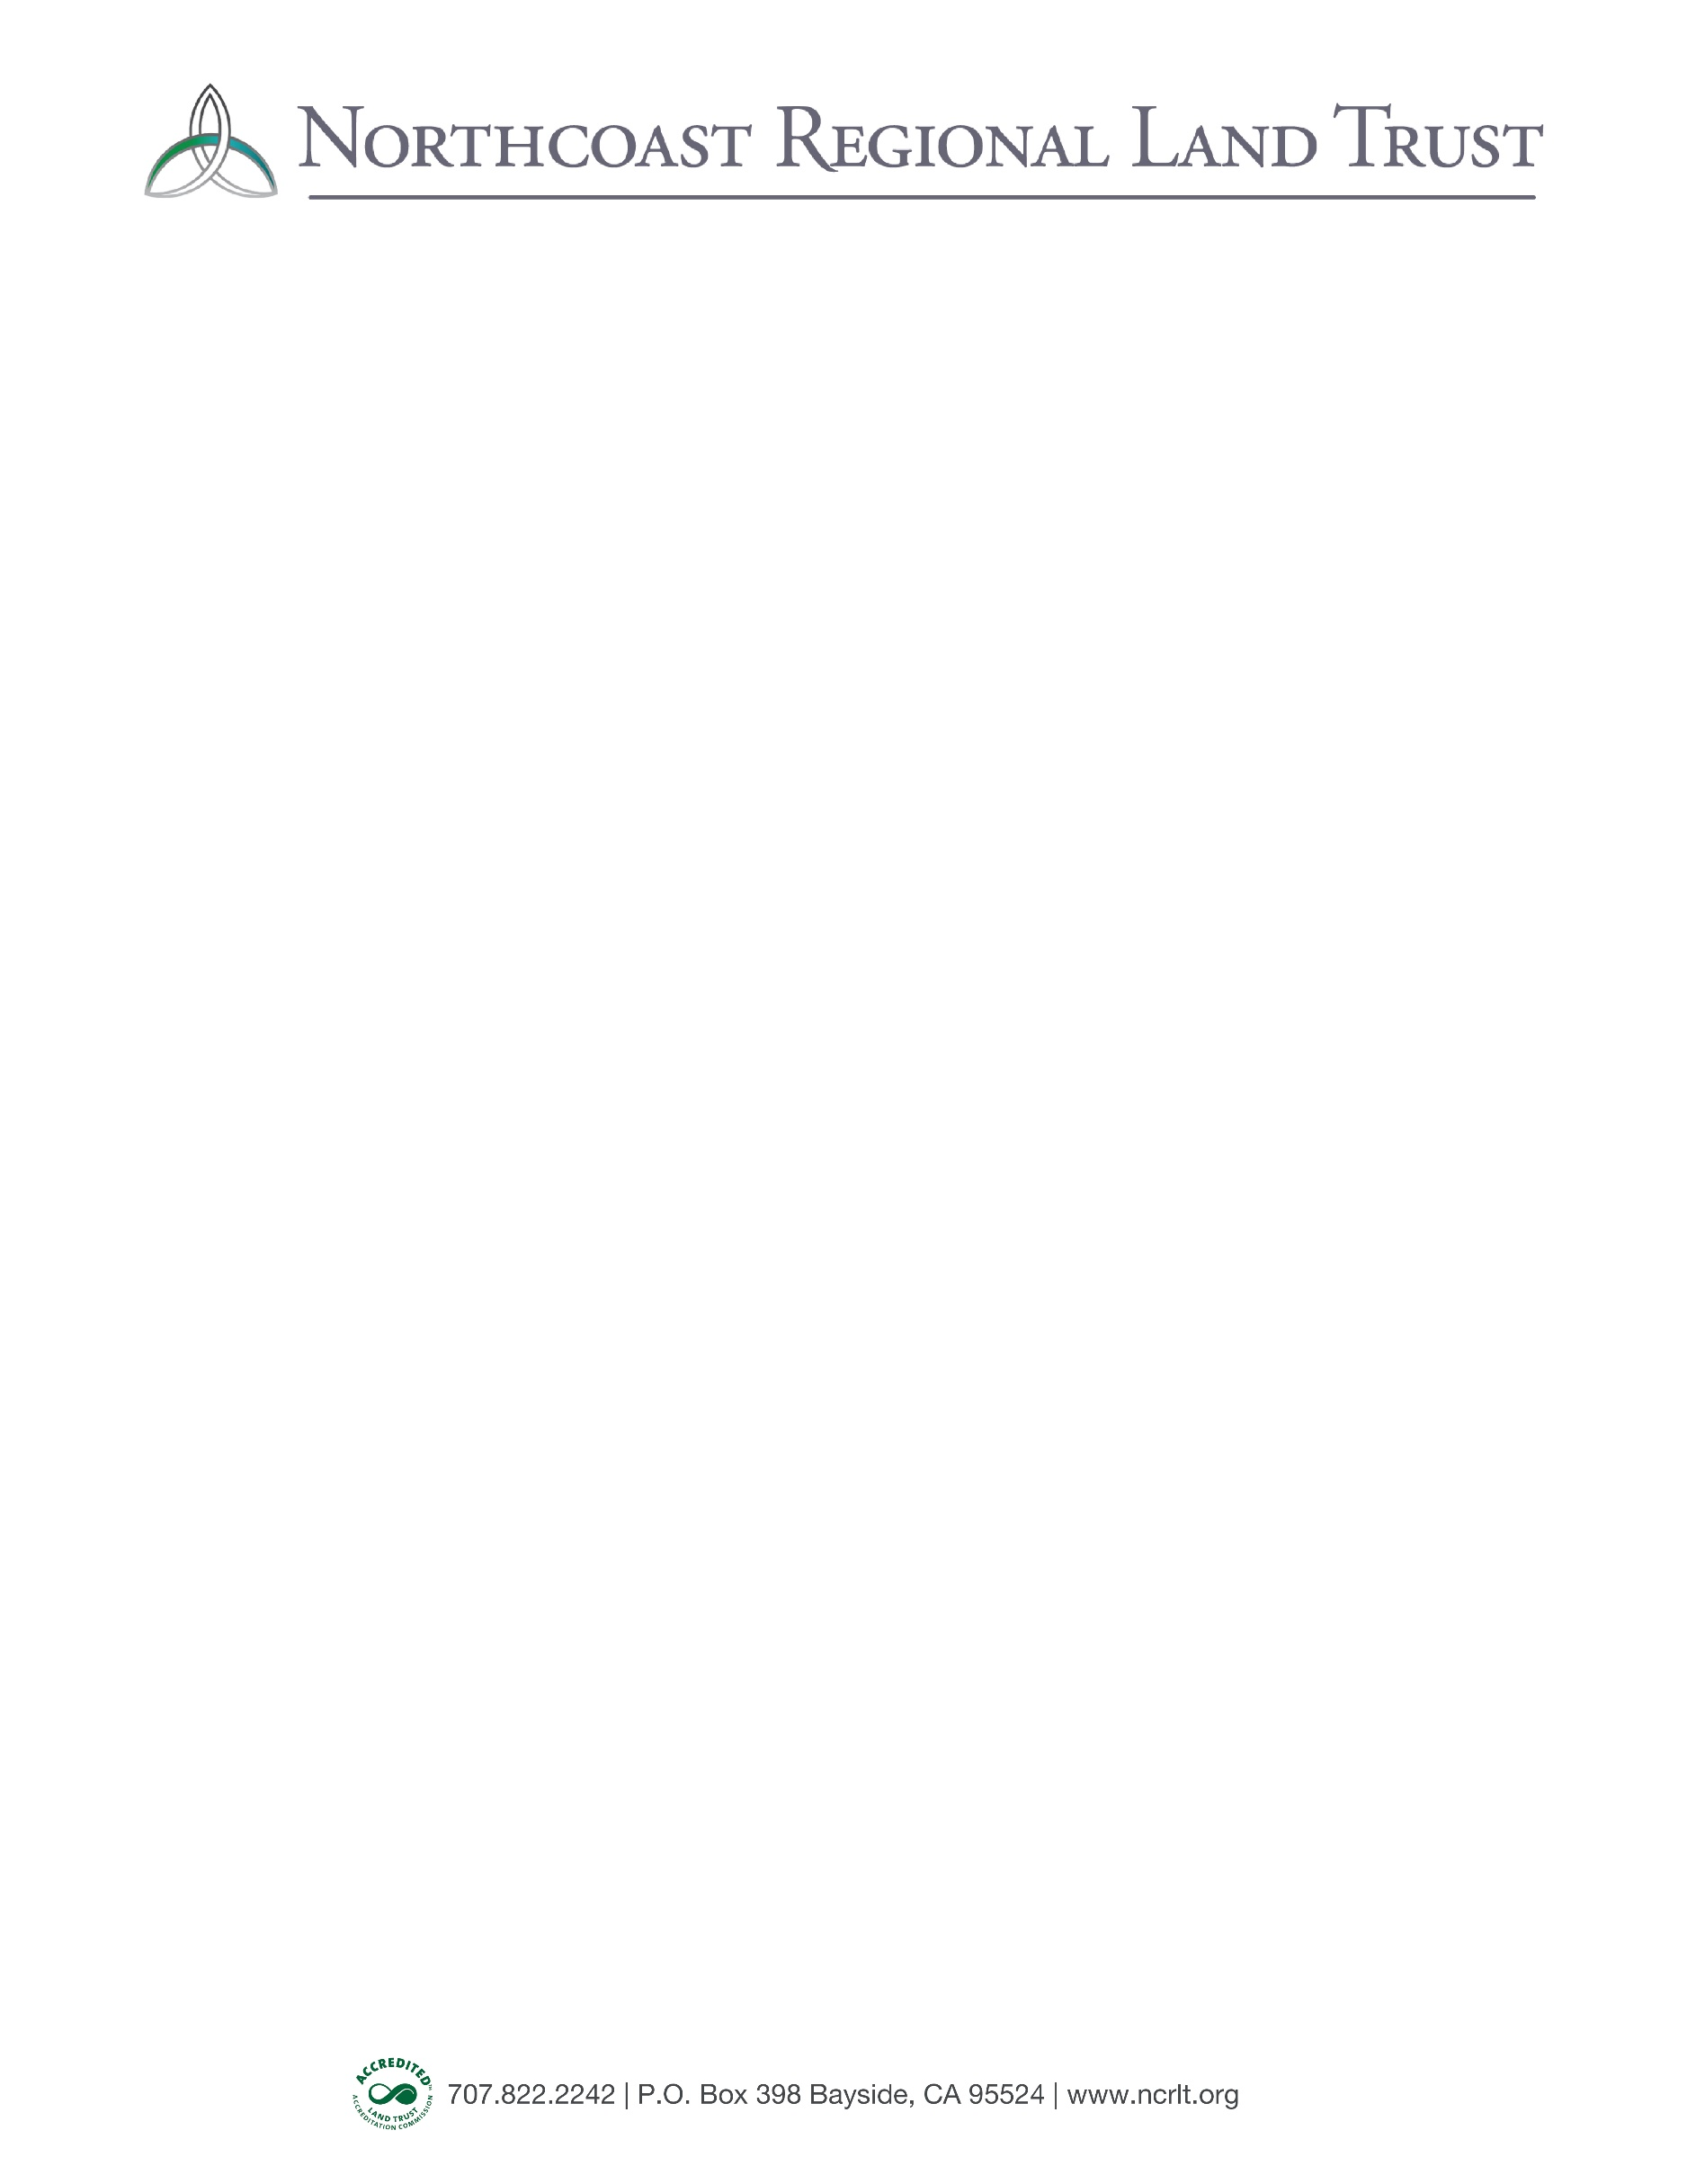 NORTHCOAST REGIONAL LAND TRUST
ACCREDITED™
LAND TRUST
ACCREDITATION COMMISSION
707.822.2242 | P.O. Box 398 Bayside, CA 95524 | www.ncrlt.org